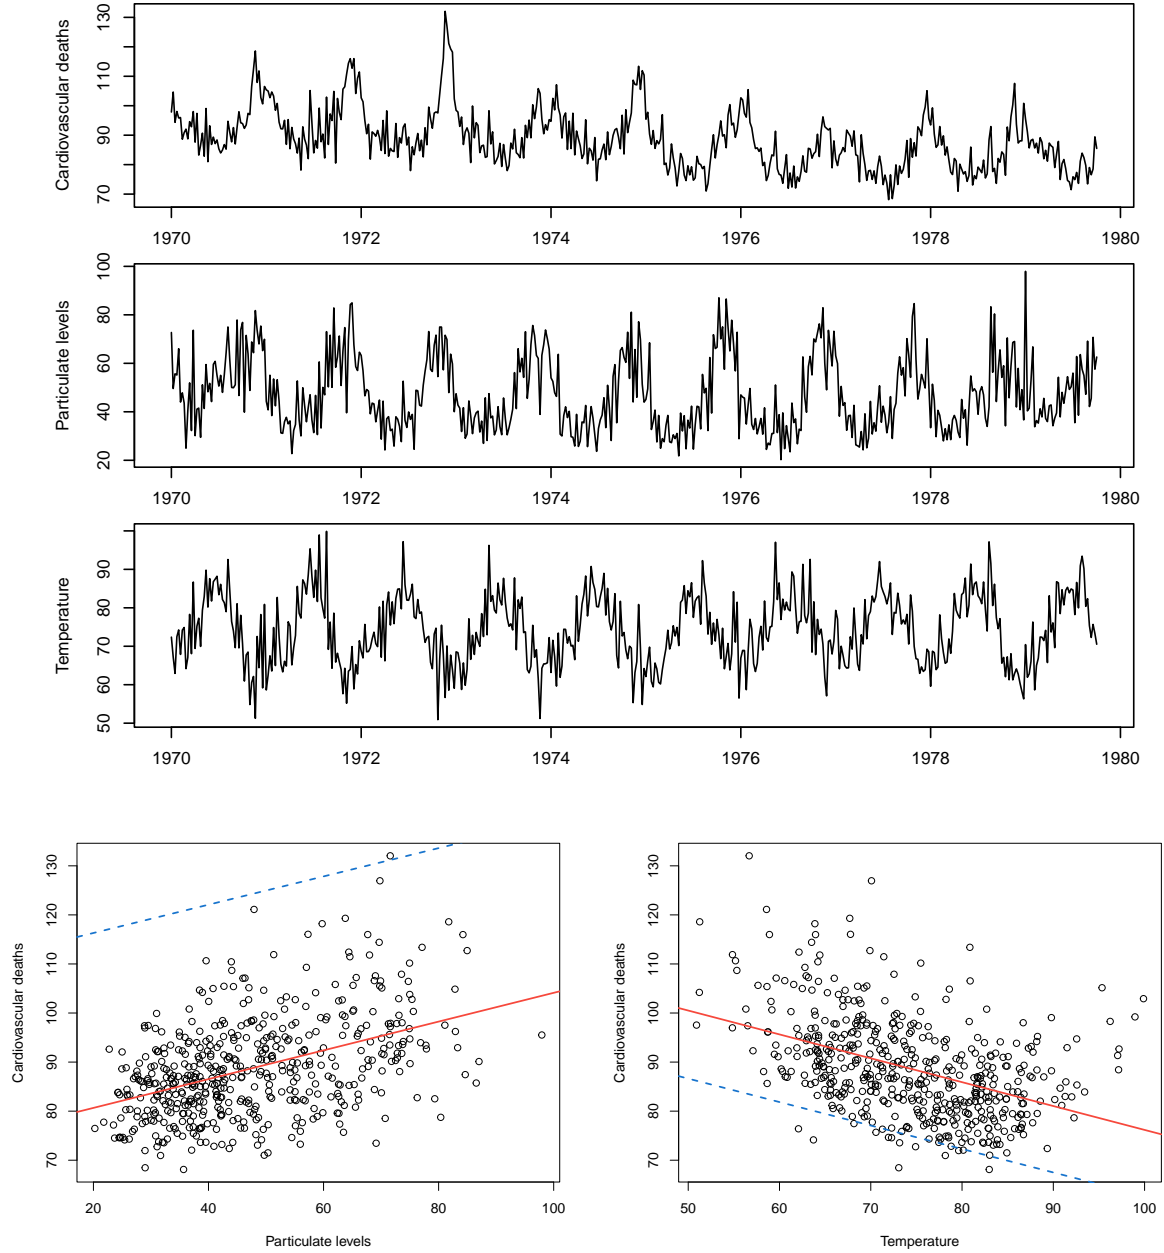 Cardiovascular deaths
130
110
90
70
1970 1972 1974 1976 1978 1980
Particulate levels
100
80
60
40
20
1970 1972 1974 1976 1978 1980
Temperature
90
80
70
60
50
1970 1972 1974 1976 1978 1980
Cardiovascular deaths
130
120
110
100
90
80
70
20 40 60 80 100
Particulate levels
Cardiovascular deaths
130
120
110
100
90
80
70
50 60 70 80 90 100
Temperature